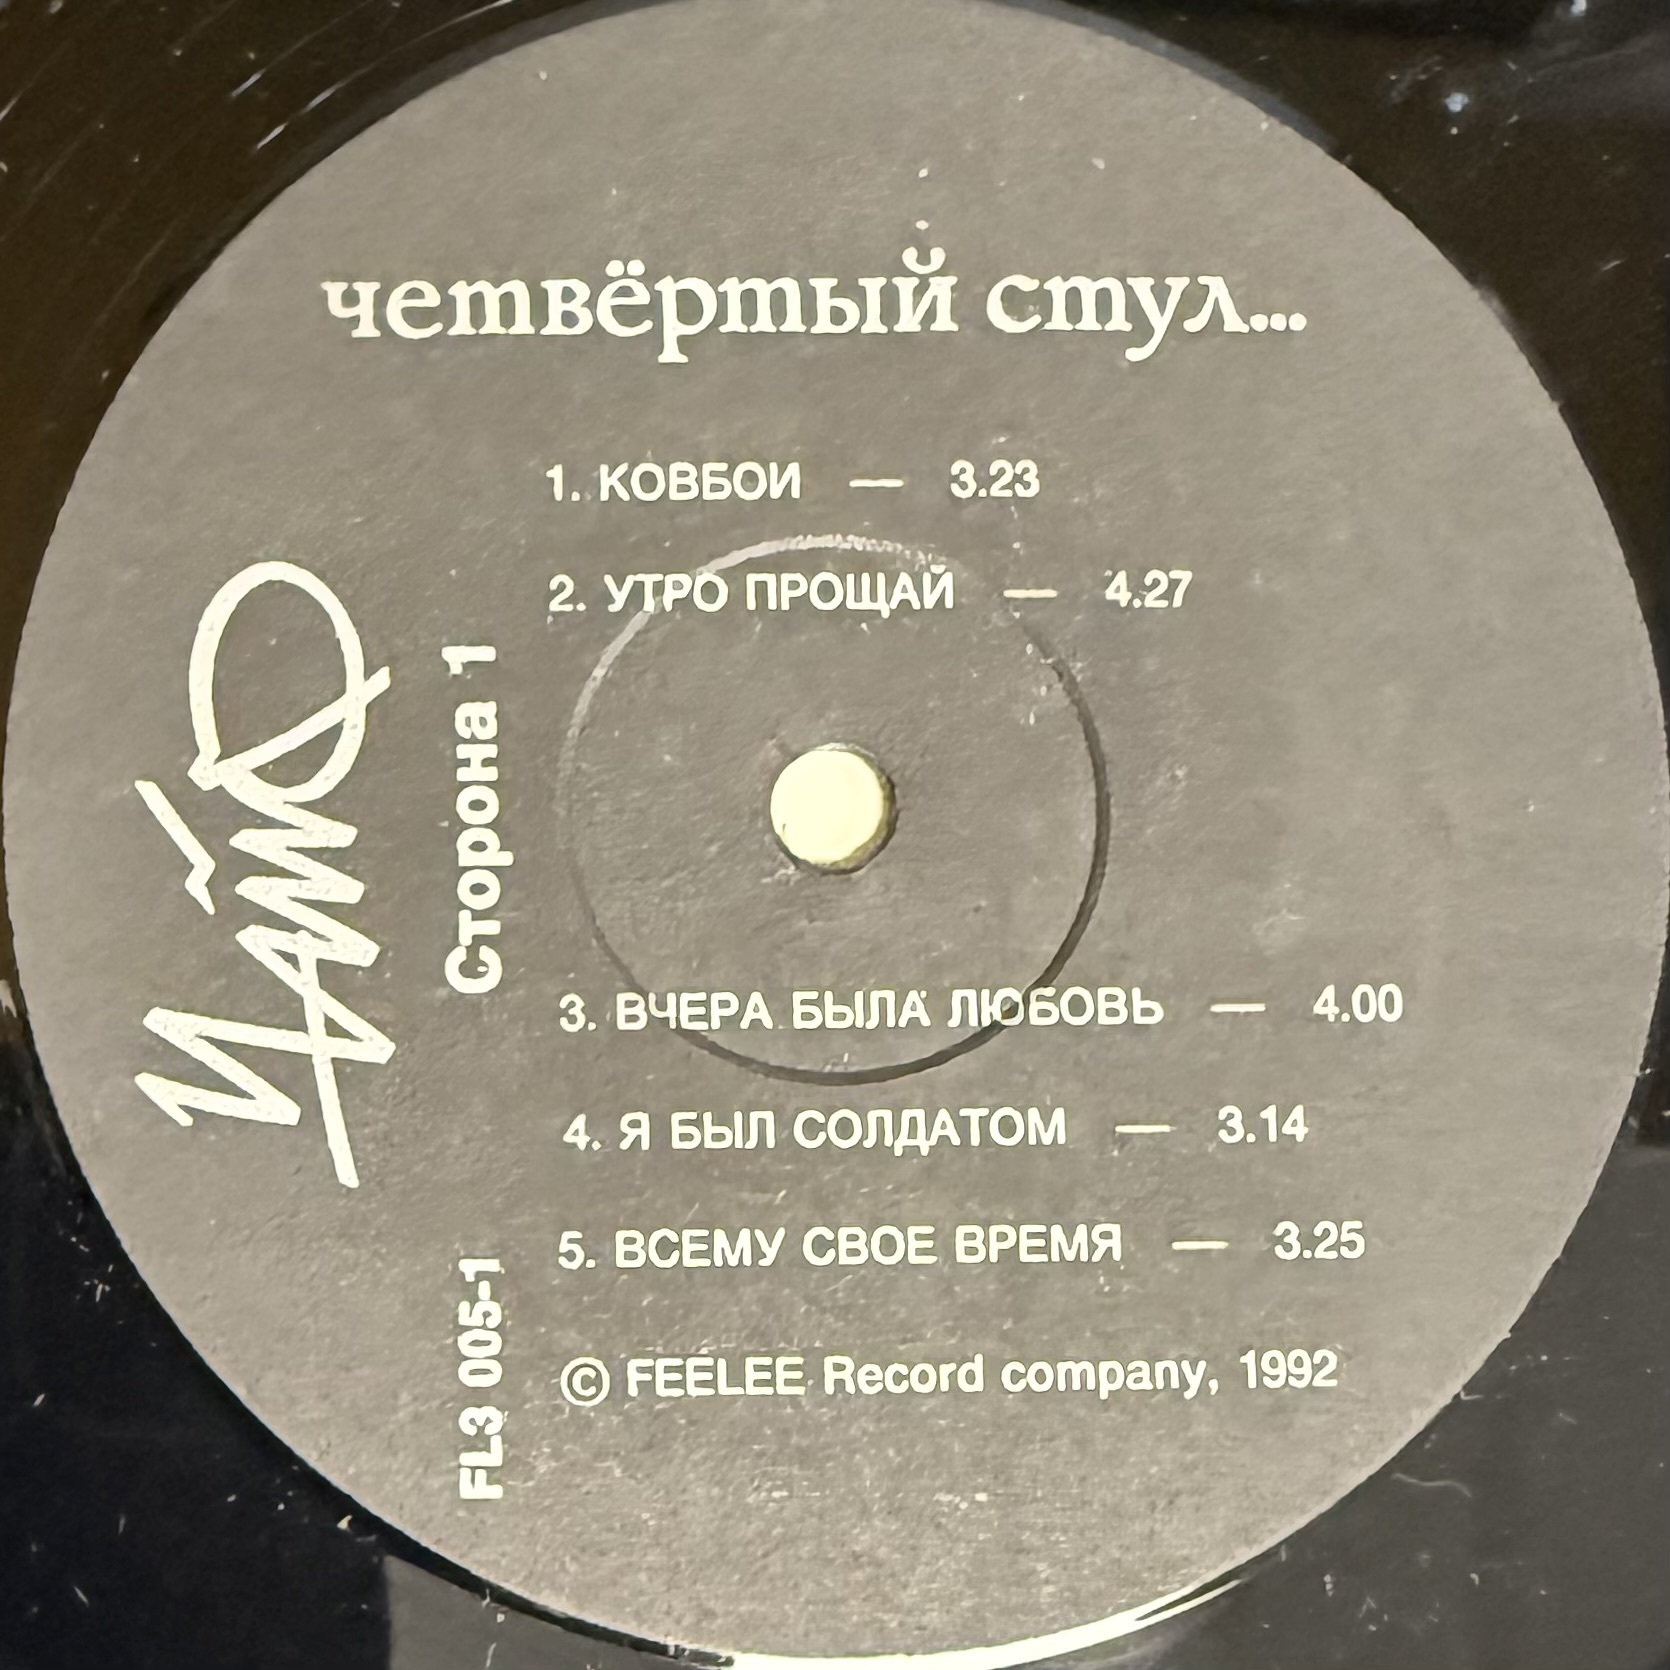 четвёртый стул...
1. КОВБОИ — 3.23
2. УТРО ПРОЩАЙ — 4.27
Сторона 1
Чайф
3. ВЧЕРА БЫЛА ЛЮБОВЬ — 4.00
4. Я БЫЛ СОЛДАТОМ — 3.14
5. ВСЕМУ СВОЕ ВРЕМЯ — 3.25
FL3 005-1
© FEELEE Record company, 1992